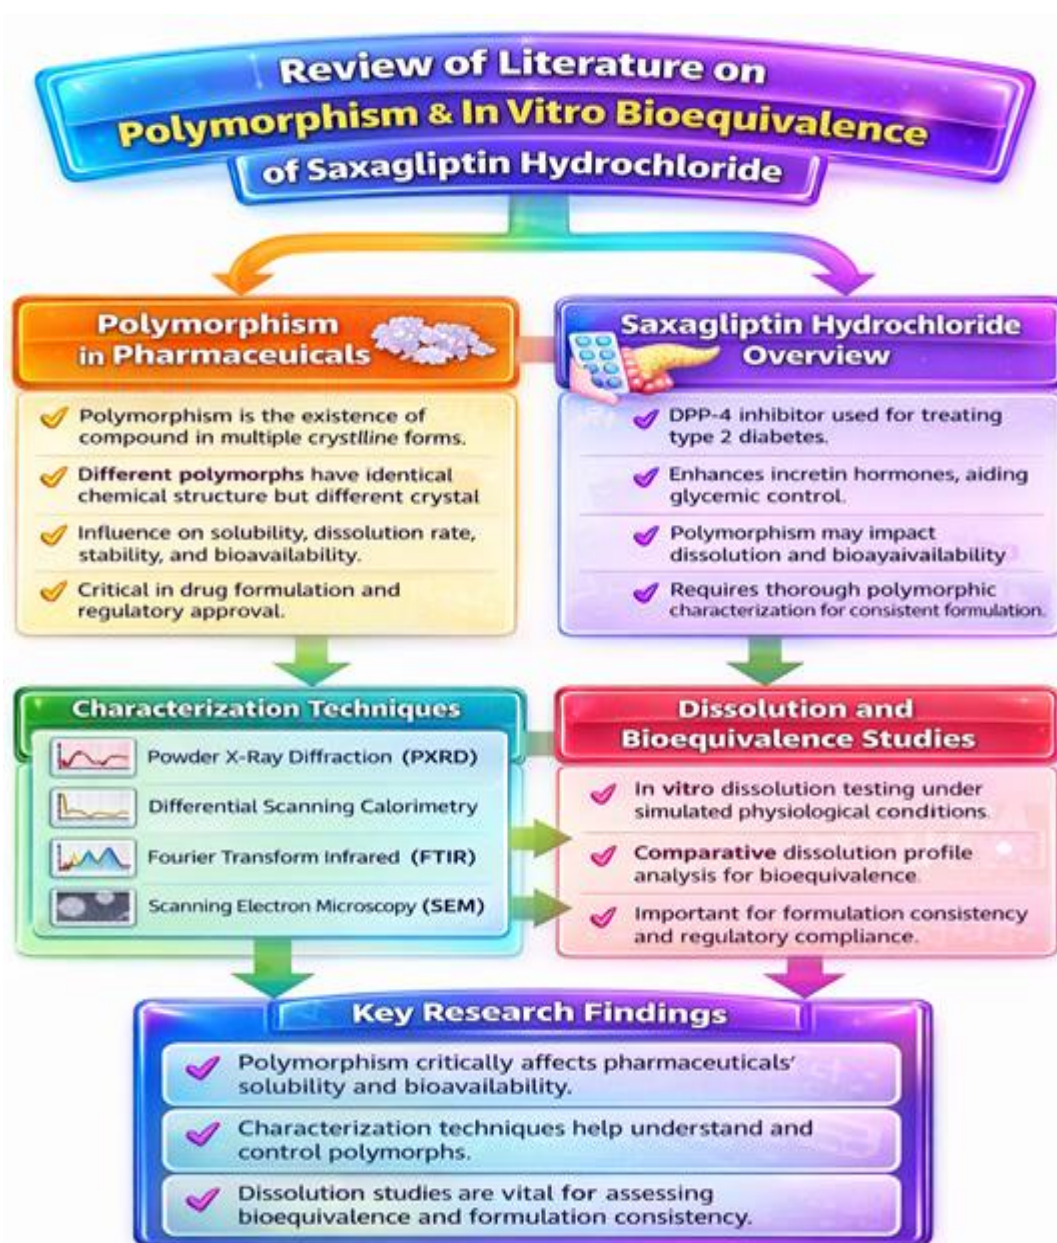 Review of Literature on
Polymorphism & In Vitro Bioequivalence
of Saxagliptin Hydrochloride
Polymorphism
in Pharmaceuicals
Polymorphism is the existence of
compound in multiple crystlline forms.
Different polymorphs have identical
chemical structure but different crystal
Influence on solubility, dissolution rate,
stability, and bioavailability.
Critical in drug formulation and
regulatory approval.
Saxagliptin Hydrochloride
Overview
DPP-4 inhibitor used for treating
type 2 diabetes.
Enhances incretin hormones, aiding
glycemic control.
Polymorphism may impact
dissolution and bioayaivailability
Requires thorough polymorphic
characterization for consistent formulation.
Characterization Techniques
Powder X-Ray Diffraction (PXRD)
Differential Scanning Calorimetry
Fourier Transform Infrared (FTIR)
Scanning Electron Microscopy (SEM)
Dissolution and
Bioequivalence Studies
In vitro dissolution testing under
simulated physiological conditions.
Comparative dissolution profile
analysis for bioequivalence.
Important for formulation consistency
and regulatory compliance.
Key Research Findings
Polymorphism critically affects pharmaceuticals'
solubility and bioavailability.
Characterization techniques help understand and
control polymorphs.
Dissolution studies are vital for assessing
bioequivalence and formulation consistency.